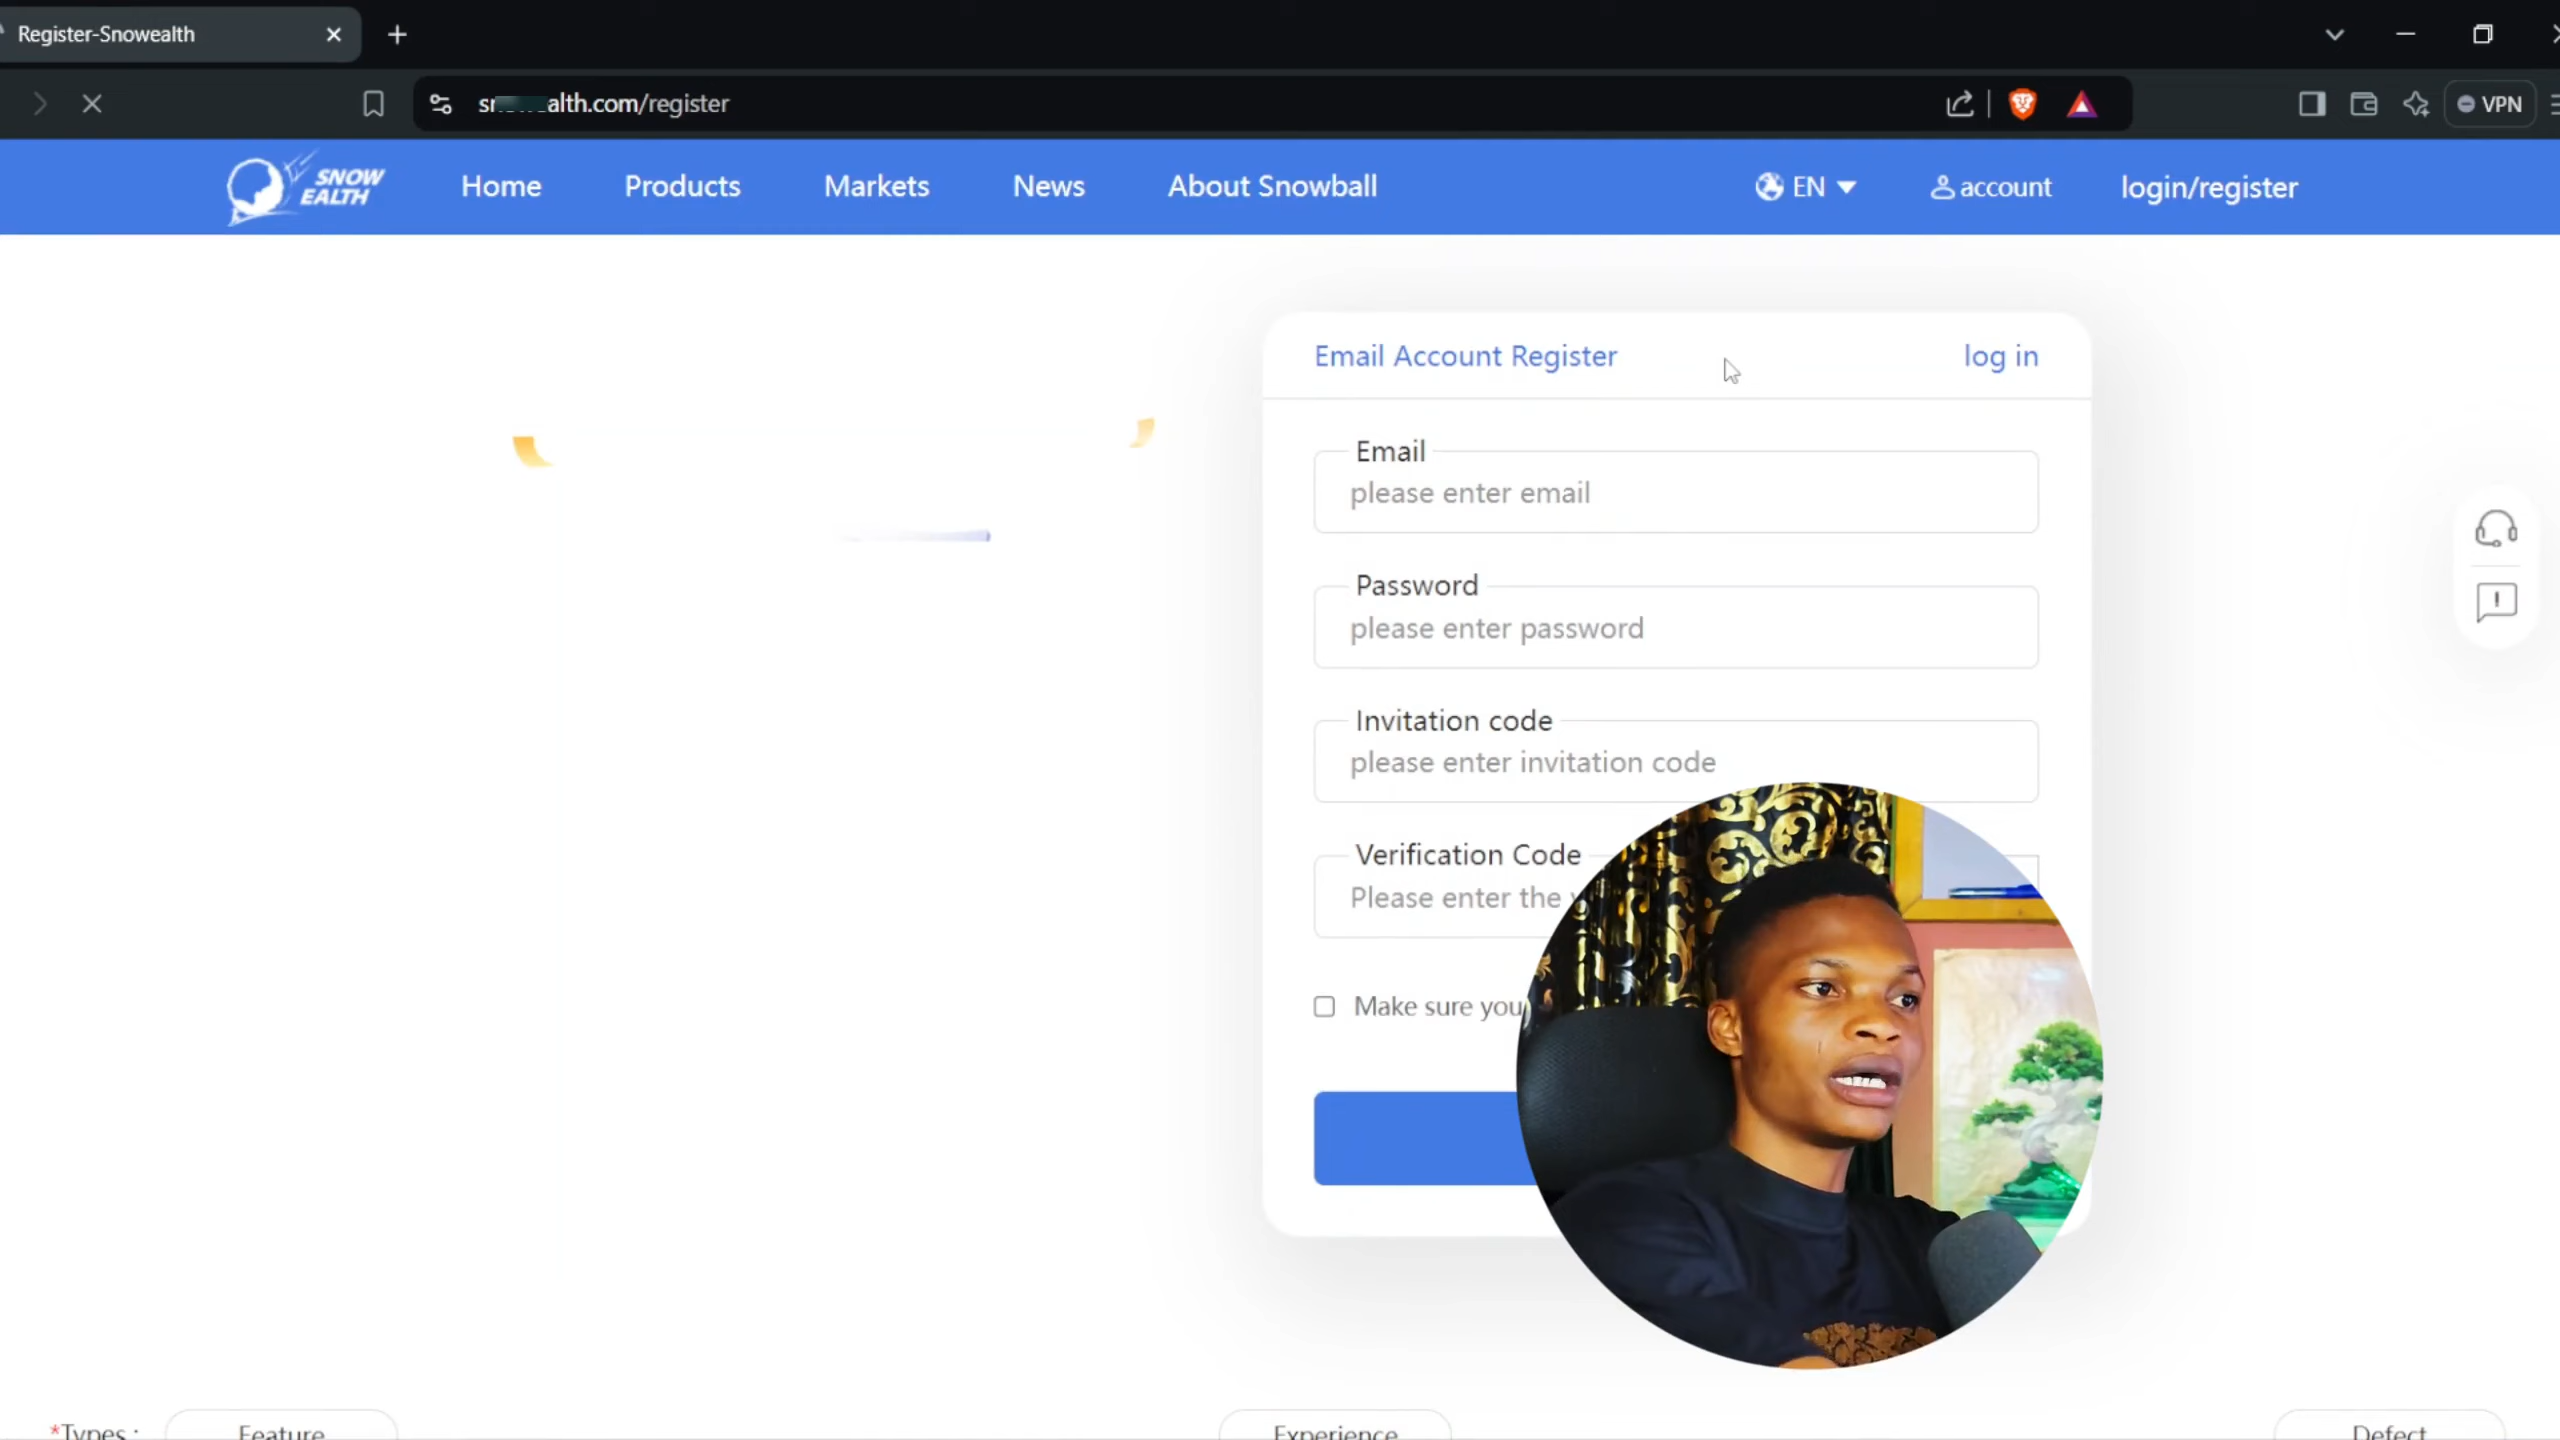 Register-Snowealth
snowealth.com/register
VPN
SNOW
EALTH
Home
Products
Markets
News
About Snowball
EN
account
login/register
Email Account Register
log in
Email
please enter email
Password
please enter password
Invitation code
please enter invitation code
Verification Code
Please enter the
Make sure you
*Types :
Feature
Experience
Defect